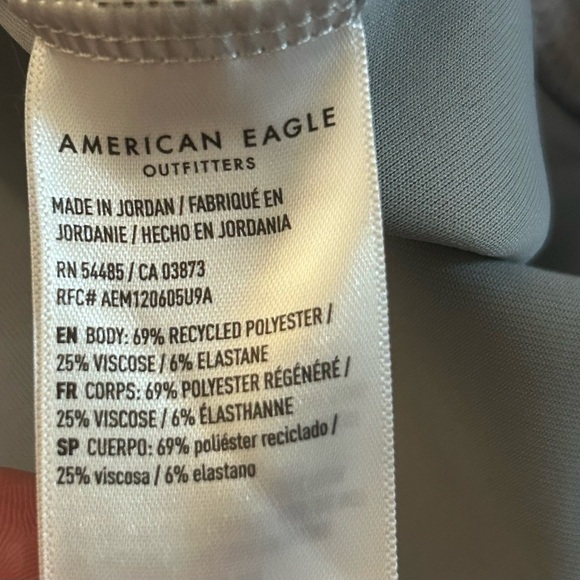 AMERICAN EAGLE
OUTFITTERS
MADE IN JORDAN / FABRIQUÉ EN
JORDANIE / HECHO EN JORDANIA
RN 54485 / CA 03873
RFC# AEM120605U9A
EN BODY: 69% RECYCLED POLYESTER /
25% VISCOSE / 6% ELASTANE
FR CORPS: 69% POLYESTER RÉGÉNÉRÉ /
25% VISCOSE / 6% ÉLASTHANNE
SP CUERPO: 69% poliéster reciclado /
25% viscosa / 6% elastano